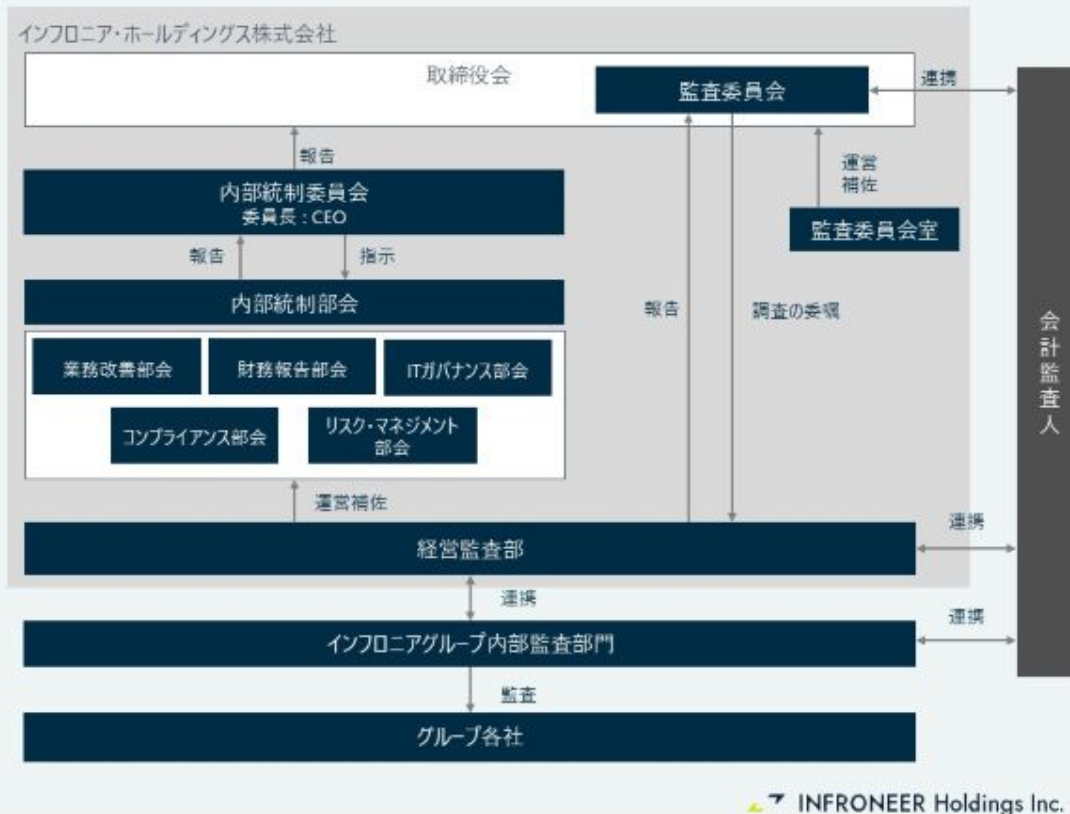 インフロニア・ホールディングス株式会社
取締役会
監査委員会
連携
報告
運営
補佐
内部統制委員会
委員長:CEO
監査委員会室
報告
指示
内部統制部会
報告
調査の委嘱
業務改善部会
財務報告部会
ITガバナンス部会
コンプライアンス部会
リスク・マネジメント
部会
会計監査人
運営補佐
経営監査部
連携
連携
インフロニアグループ内部監査部門
連携
監査
グループ各社
INFRONEER Holdings Inc.